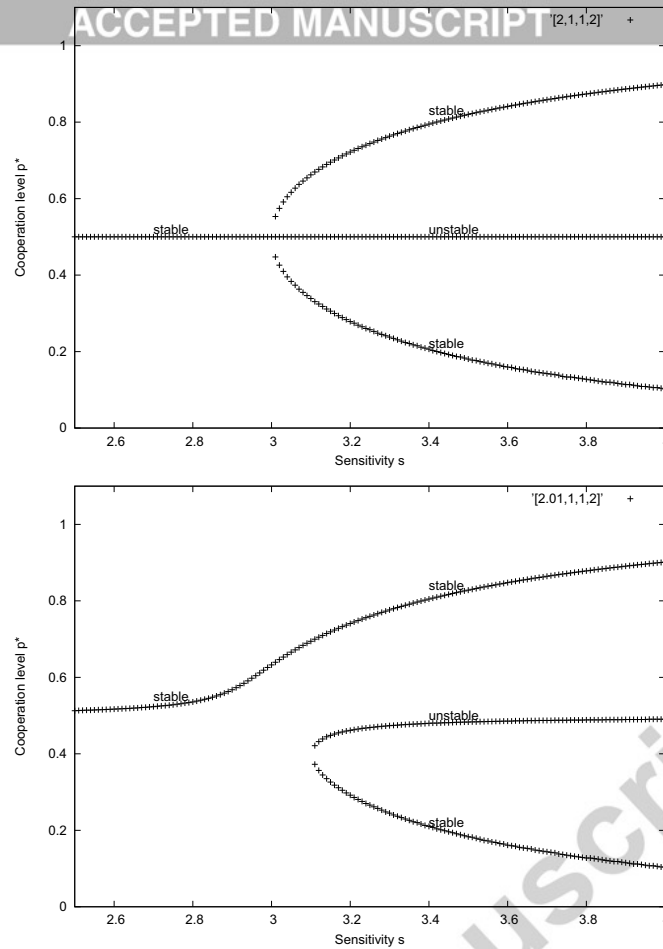 ACCEPTED MANUSCRIPT
'[2,1,1,2]' +
1
0.8
0.6
0.4
0.2
0
Cooperation level p*
stable
stable
unstable
stable
2.6 2.8 3 3.2 3.4 3.6 3.8
Sensitivity s
'[2.01,1,1,2]' +
1
0.8
0.6
0.4
0.2
0
Cooperation level p*
stable
stable
unstable
stable
2.6 2.8 3 3.2 3.4 3.6 3.8
Sensitivity s
uscri